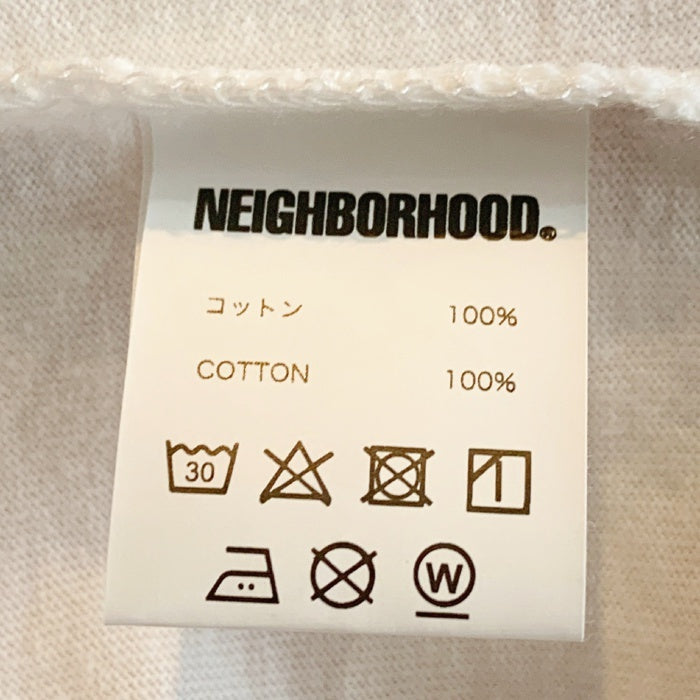 NEIGHBORHOOD®
コットン 100%
COTTON 100%
30
W